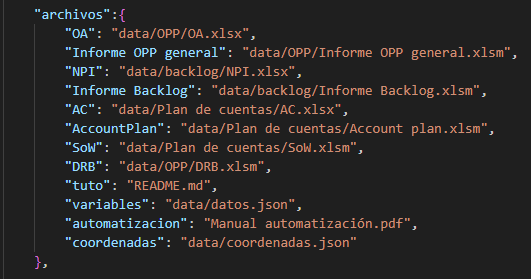 "archivos":{
"OA": "data/OPP/OA.xlsx",
"Informe OPP general": "data/OPP/Informe OPP general.xlsm",
"NPI": "data/backlog/NPI.xlsx",
"Informe Backlog": "data/backlog/Informe Backlog.xlsm",
"AC": "data/Plan de cuentas/AC.xlsx",
"AccountPlan": "data/Plan de cuentas/Account plan.xlsm",
"SoW": "data/Plan de cuentas/SoW.xlsm",
"DRB": "data/OPP/DRB.xlsm",
"tuto": "README.md",
"variables": "data/datos.json",
"automatizacion": "Manual automatización.pdf",
"coordenadas": "data/coordenadas.json"
},